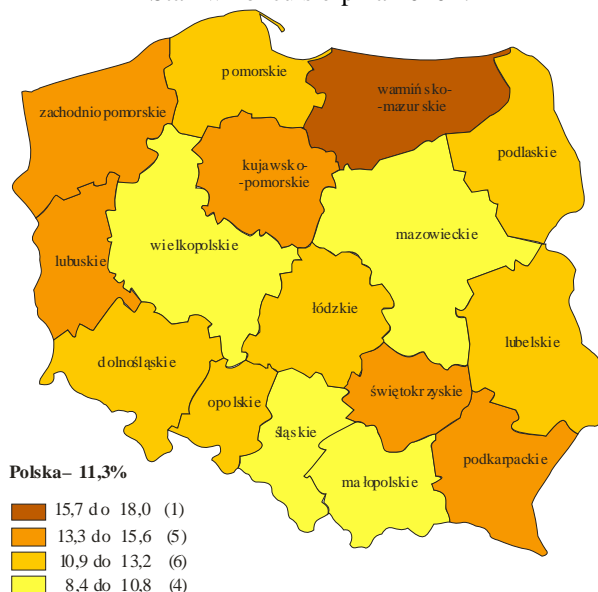 pomorskie
warmińsko-
-mazurskie
zachodniopomorskie
podlaskie
kujawsko-
-pomorskie
mazowieckie
wielkopolskie
lubuskie
łódzkie
lubelskie
dolnośląskie
świętokrzyskie
opolskie
śląskie
podkarpackie
małopolskie
Polska– 11,3%
15,7 do 18,0 (1)
13,3 do 15,6 (5)
10,9 do 13,2 (6)
8,4 do 10,8 (4)